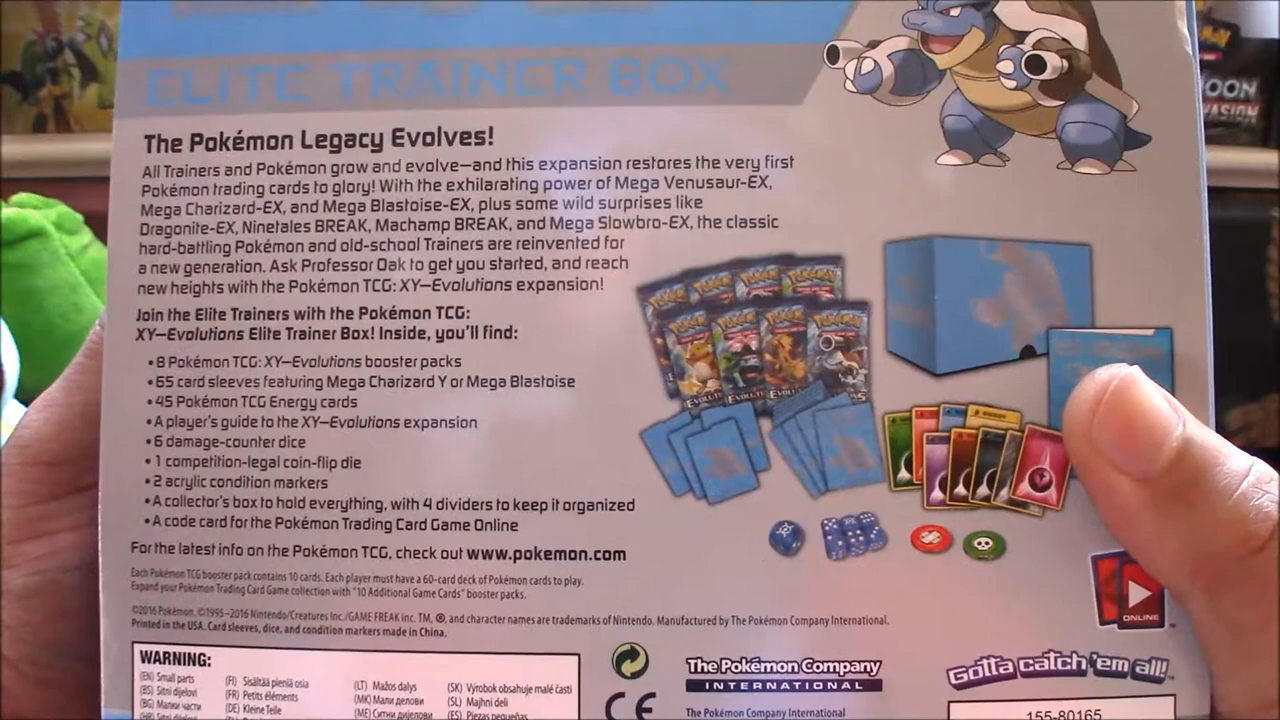 ELITE TRAINER BOX
The Pokémon Legacy Evolves!
All Trainers and Pokémon grow and evolve—and this expansion restores the very first
Pokémon trading cards to glory! With the exhilarating power of Mega Venusaur-EX,
Mega Charizard-EX, and Mega Blastoise-EX, plus some wild surprises like
Dragonite-EX, Ninetales BREAK, Machamp BREAK, and Mega Slowbro-EX, the classic
hard-battling Pokémon and old-school Trainers are reinvented for
a new generation. Ask Professor Oak to get you started, and reach
new heights with the Pokémon TCG: XY—Evolutions expansion!
Join the Elite Trainers with the Pokémon TCG:
XY—Evolutions Elite Trainer Box! Inside, you'll find:
• 8 Pokémon TCG: XY—Evolutions booster packs
• 65 card sleeves featuring Mega Charizard Y or Mega Blastoise
• 45 Pokémon TCG Energy cards
• A player's guide to the XY—Evolutions expansion
• 6 damage-counter dice
• 1 competition-legal coin-flip die
• 2 acrylic condition markers
• A collector's box to hold everything, with 4 dividers to keep it organized
• A code card for the Pokémon Trading Card Game Online
For the latest info on the Pokémon TCG, check out www.pokemon.com
Each Pokémon TCG booster pack contains 10 cards. Each player must have a 60-card deck of Pokémon cards to play.
Expand your Pokémon Trading Card Game collection with "10 Additional Game Cards" booster packs.
©2016 Pokémon. ©1995–2016 Nintendo/Creatures Inc./GAME FREAK inc. TM, ®, and character names are trademarks of Nintendo. Manufactured by The Pokémon Company International.
Printed in the USA. Card sleeves, dice, and condition markers made in China.
WARNING:
(EN) Small parts
(BS) Sitni dijelovi
(BG) Малки части
(FI) Sisältää pieniä osia
(FR) Petits éléments
(DE) Kleine Teile
(LT) Mažos dalys
(MK) Мали делови
(ME) Ситни дијелови
(SK) Výrobok obsahuje malé časti
(SL) Majhni deli
(ES) Piezas pequeñas
CE
The Pokémon Company
INTERNATIONAL
The Pokémon Company International
ONLINE
TM
Gotta catch 'em all!
155-80165